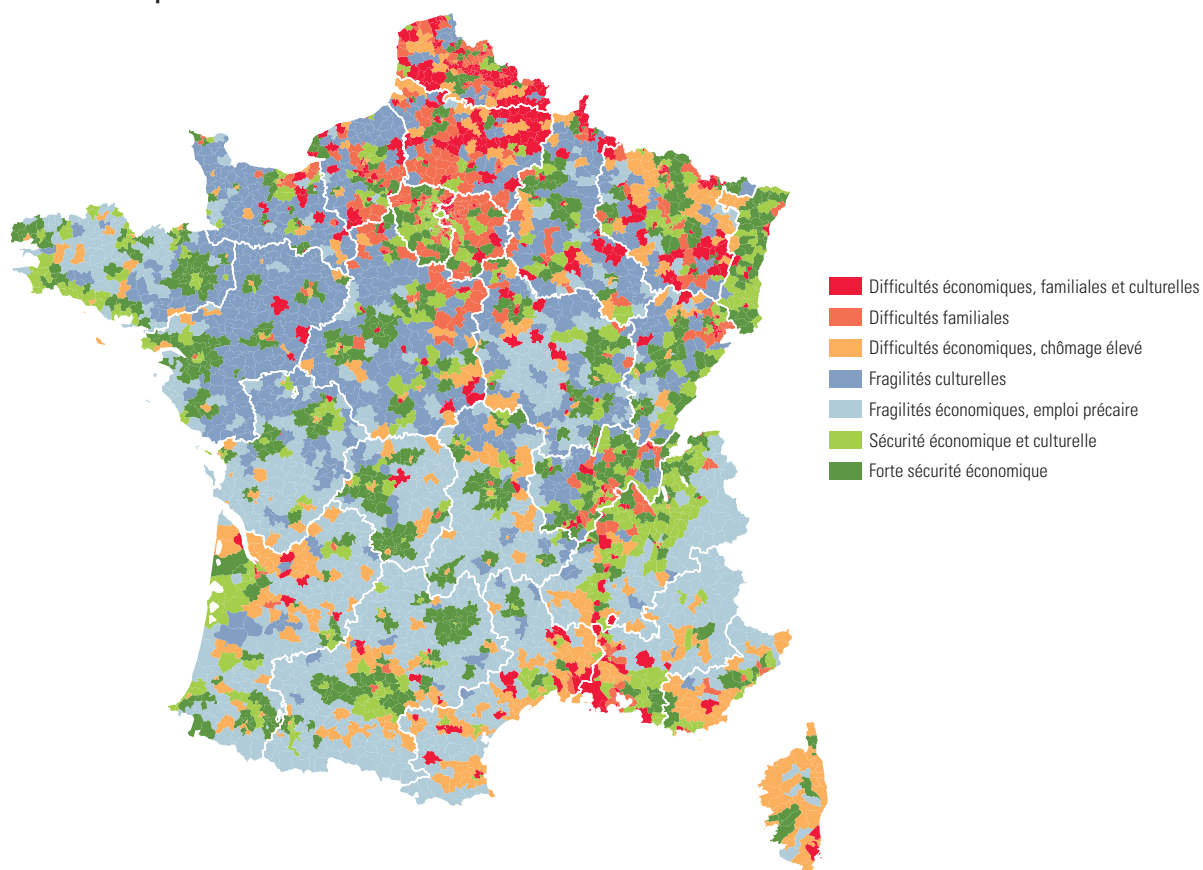 Difficultés économiques, familiales et culturelles
Difficultés familiales
Difficultés économiques, chômage élevé
Fragilités culturelles
Fragilités économiques, emploi précaire
Sécurité économique et culturelle
Forte sécurité économique